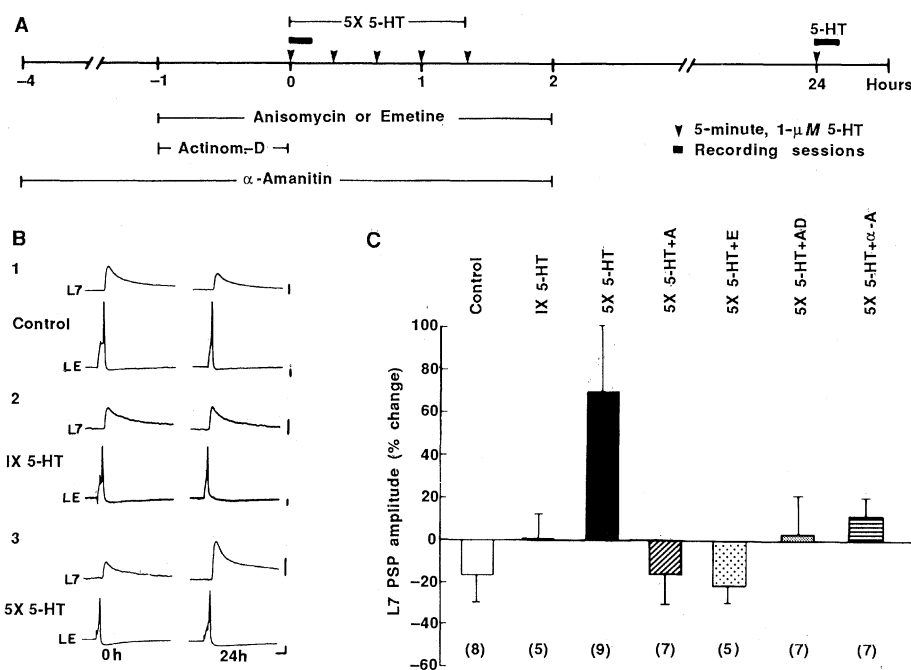 A
5X 5-HT
5-HT
−4
−1
0
1
2
24
Hours
Anisomycin or Emetine
Actinom.-D
α-Amanitin
5-minute, 1-μM 5-HT
Recording sessions
B
1
L7
Control
LE
2
L7
IX 5-HT
LE
3
L7
5X 5-HT
LE
0h
24h
C
Control
IX 5-HT
5X 5-HT
5X 5-HT+A
5X 5-HT+E
5X 5-HT+AD
5X 5-HT+α-A
L7 PSP amplitude (% change)
100
80
60
40
20
0
−20
−40
−60
(8)
(5)
(9)
(7)
(5)
(7)
(7)